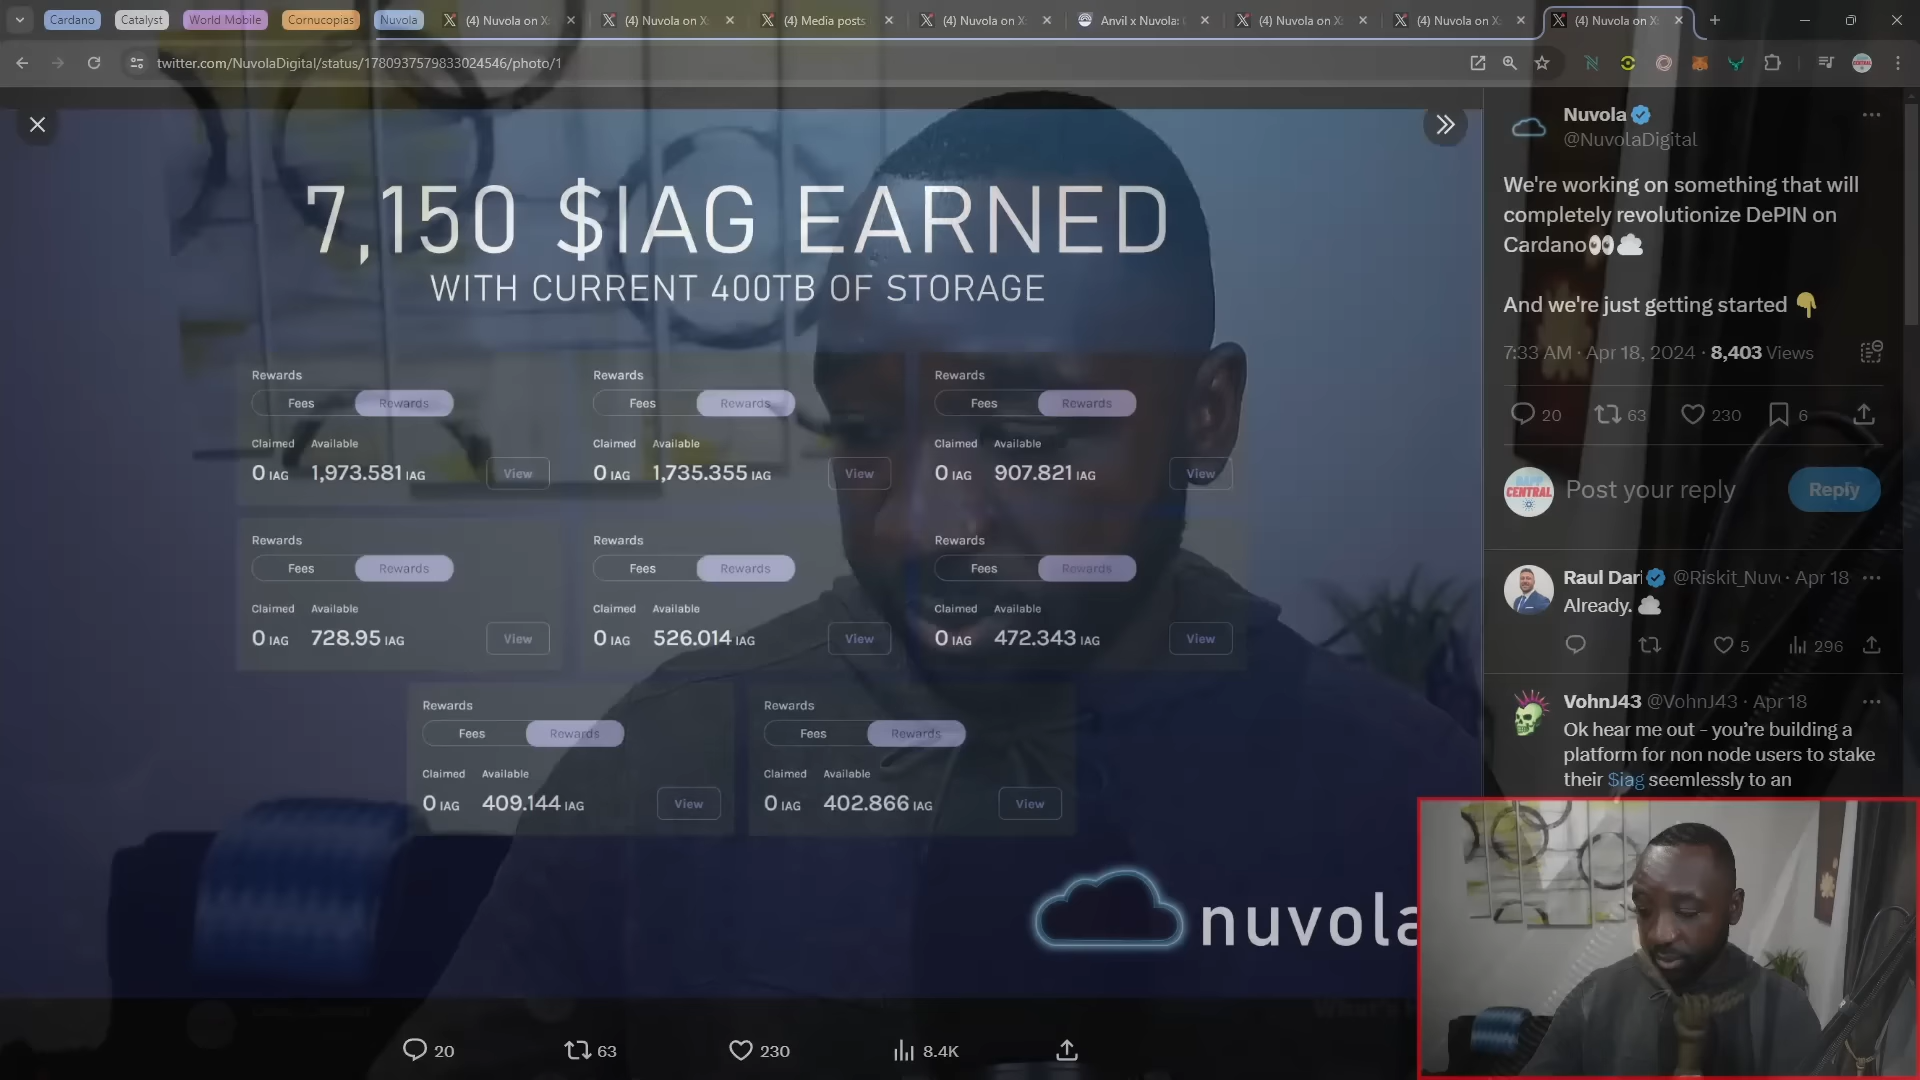 Cardano
Catalyst
World Mobile
Cornucopias
Nuvola
(4) Nuvola on X
(4) Nuvola on X
(4) Media posts
(4) Nuvola on X
Anvil x Nuvola:
(4) Nuvola on X
(4) Nuvola on X
(4) Nuvola on X
twitter.com/NuvolaDigital/status/1780937579833024546/photo/1
7,150 $IAG EARNED
WITH CURRENT 400TB OF STORAGE
Rewards
Fees Rewards
Claimed Available
0 IAG 1,973.581 IAG View
Rewards
Fees Rewards
Claimed Available
0 IAG 1,735.355 IAG View
Rewards
Fees Rewards
Claimed Available
0 IAG 907.821 IAG View
Rewards
Fees Rewards
Claimed Available
0 IAG 728.95 IAG View
Rewards
Fees Rewards
Claimed Available
0 IAG 526.014 IAG View
Rewards
Fees Rewards
Claimed Available
0 IAG 472.343 IAG View
Rewards
Fees Rewards
Claimed Available
0 IAG 409.144 IAG View
Rewards
Fees Rewards
Claimed Available
0 IAG 402.866 IAG View
nuvola
20 63 230 8.4K
Nuvola
@NuvolaDigital
We're working on something that will
completely revolutionize DePIN on
Cardano👀☁️
And we're just getting started 👇
7:33 AM · Apr 18, 2024 · 8,403 Views
20 63 230 6
DAPP CENTRAL
Post your reply
Reply
Raul Dar @Riskit_Nuv · Apr 18
Already. ☁️
5 296
VohnJ43 @VohnJ43 · Apr 18
Ok hear me out - you're building a
platform for non node users to stake
their $iag seemlessly to an